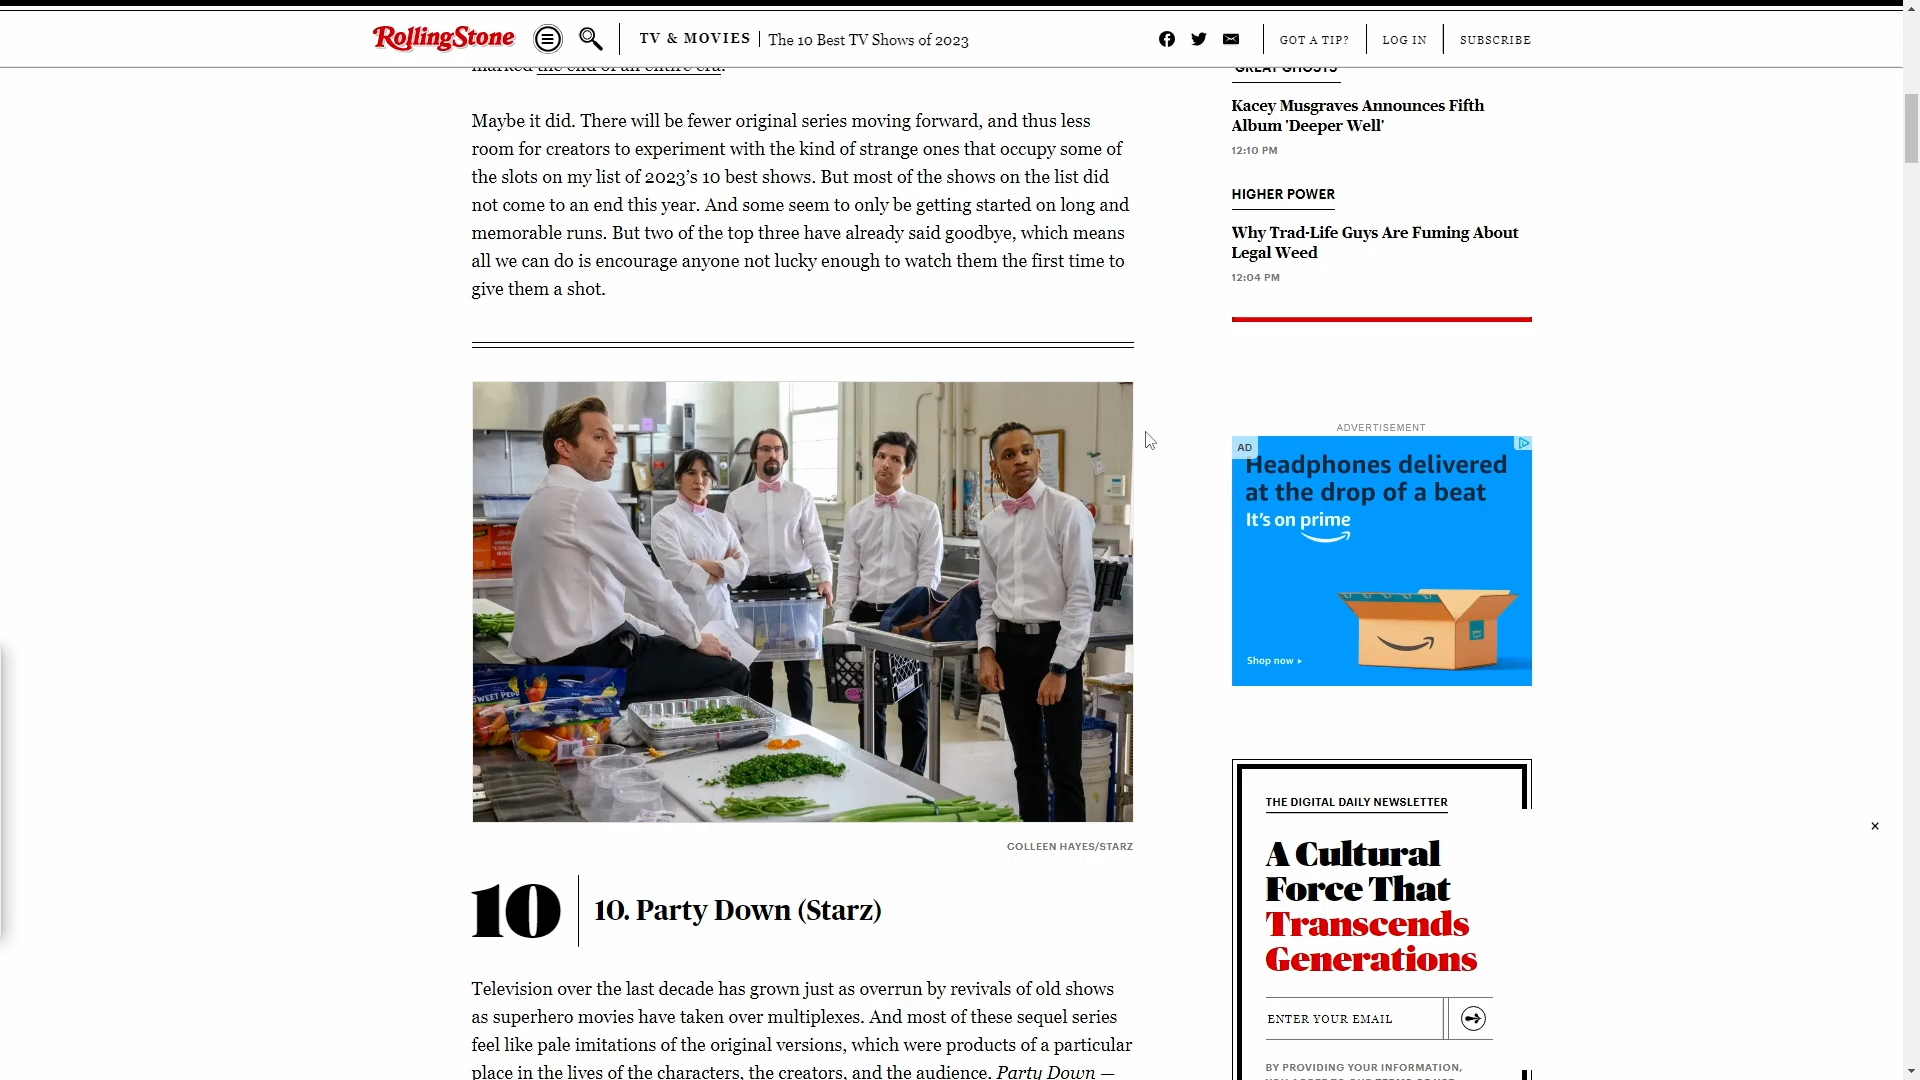 RollingStone
TV & MOVIES
The 10 Best TV Shows of 2023
GOT A TIP?
LOG IN
SUBSCRIBE
marked the end of an entire era.
Maybe it did. There will be fewer original series moving forward, and thus less
room for creators to experiment with the kind of strange ones that occupy some of
the slots on my list of 2023’s 10 best shows. But most of the shows on the list did
not come to an end this year. And some seem to only be getting started on long and
memorable runs. But two of the top three have already said goodbye, which means
all we can do is encourage anyone not lucky enough to watch them the first time to
give them a shot.
COLLEEN HAYES/STARZ
10
10. Party Down (Starz)
Television over the last decade has grown just as overrun by revivals of old shows
as superhero movies have taken over multiplexes. And most of these sequel series
feel like pale imitations of the original versions, which were products of a particular
place in the lives of the characters, the creators, and the audience. Party Down —
GREAT GHOSTS
Kacey Musgraves Announces Fifth
Album 'Deeper Well'
12:10 PM
HIGHER POWER
Why Trad-Life Guys Are Fuming About
Legal Weed
12:04 PM
ADVERTISEMENT
AD
Headphones delivered
at the drop of a beat
It’s on prime
Shop now
THE DIGITAL DAILY NEWSLETTER
A Cultural
Force That
Transcends
Generations
ENTER YOUR EMAIL
BY PROVIDING YOUR INFORMATION,